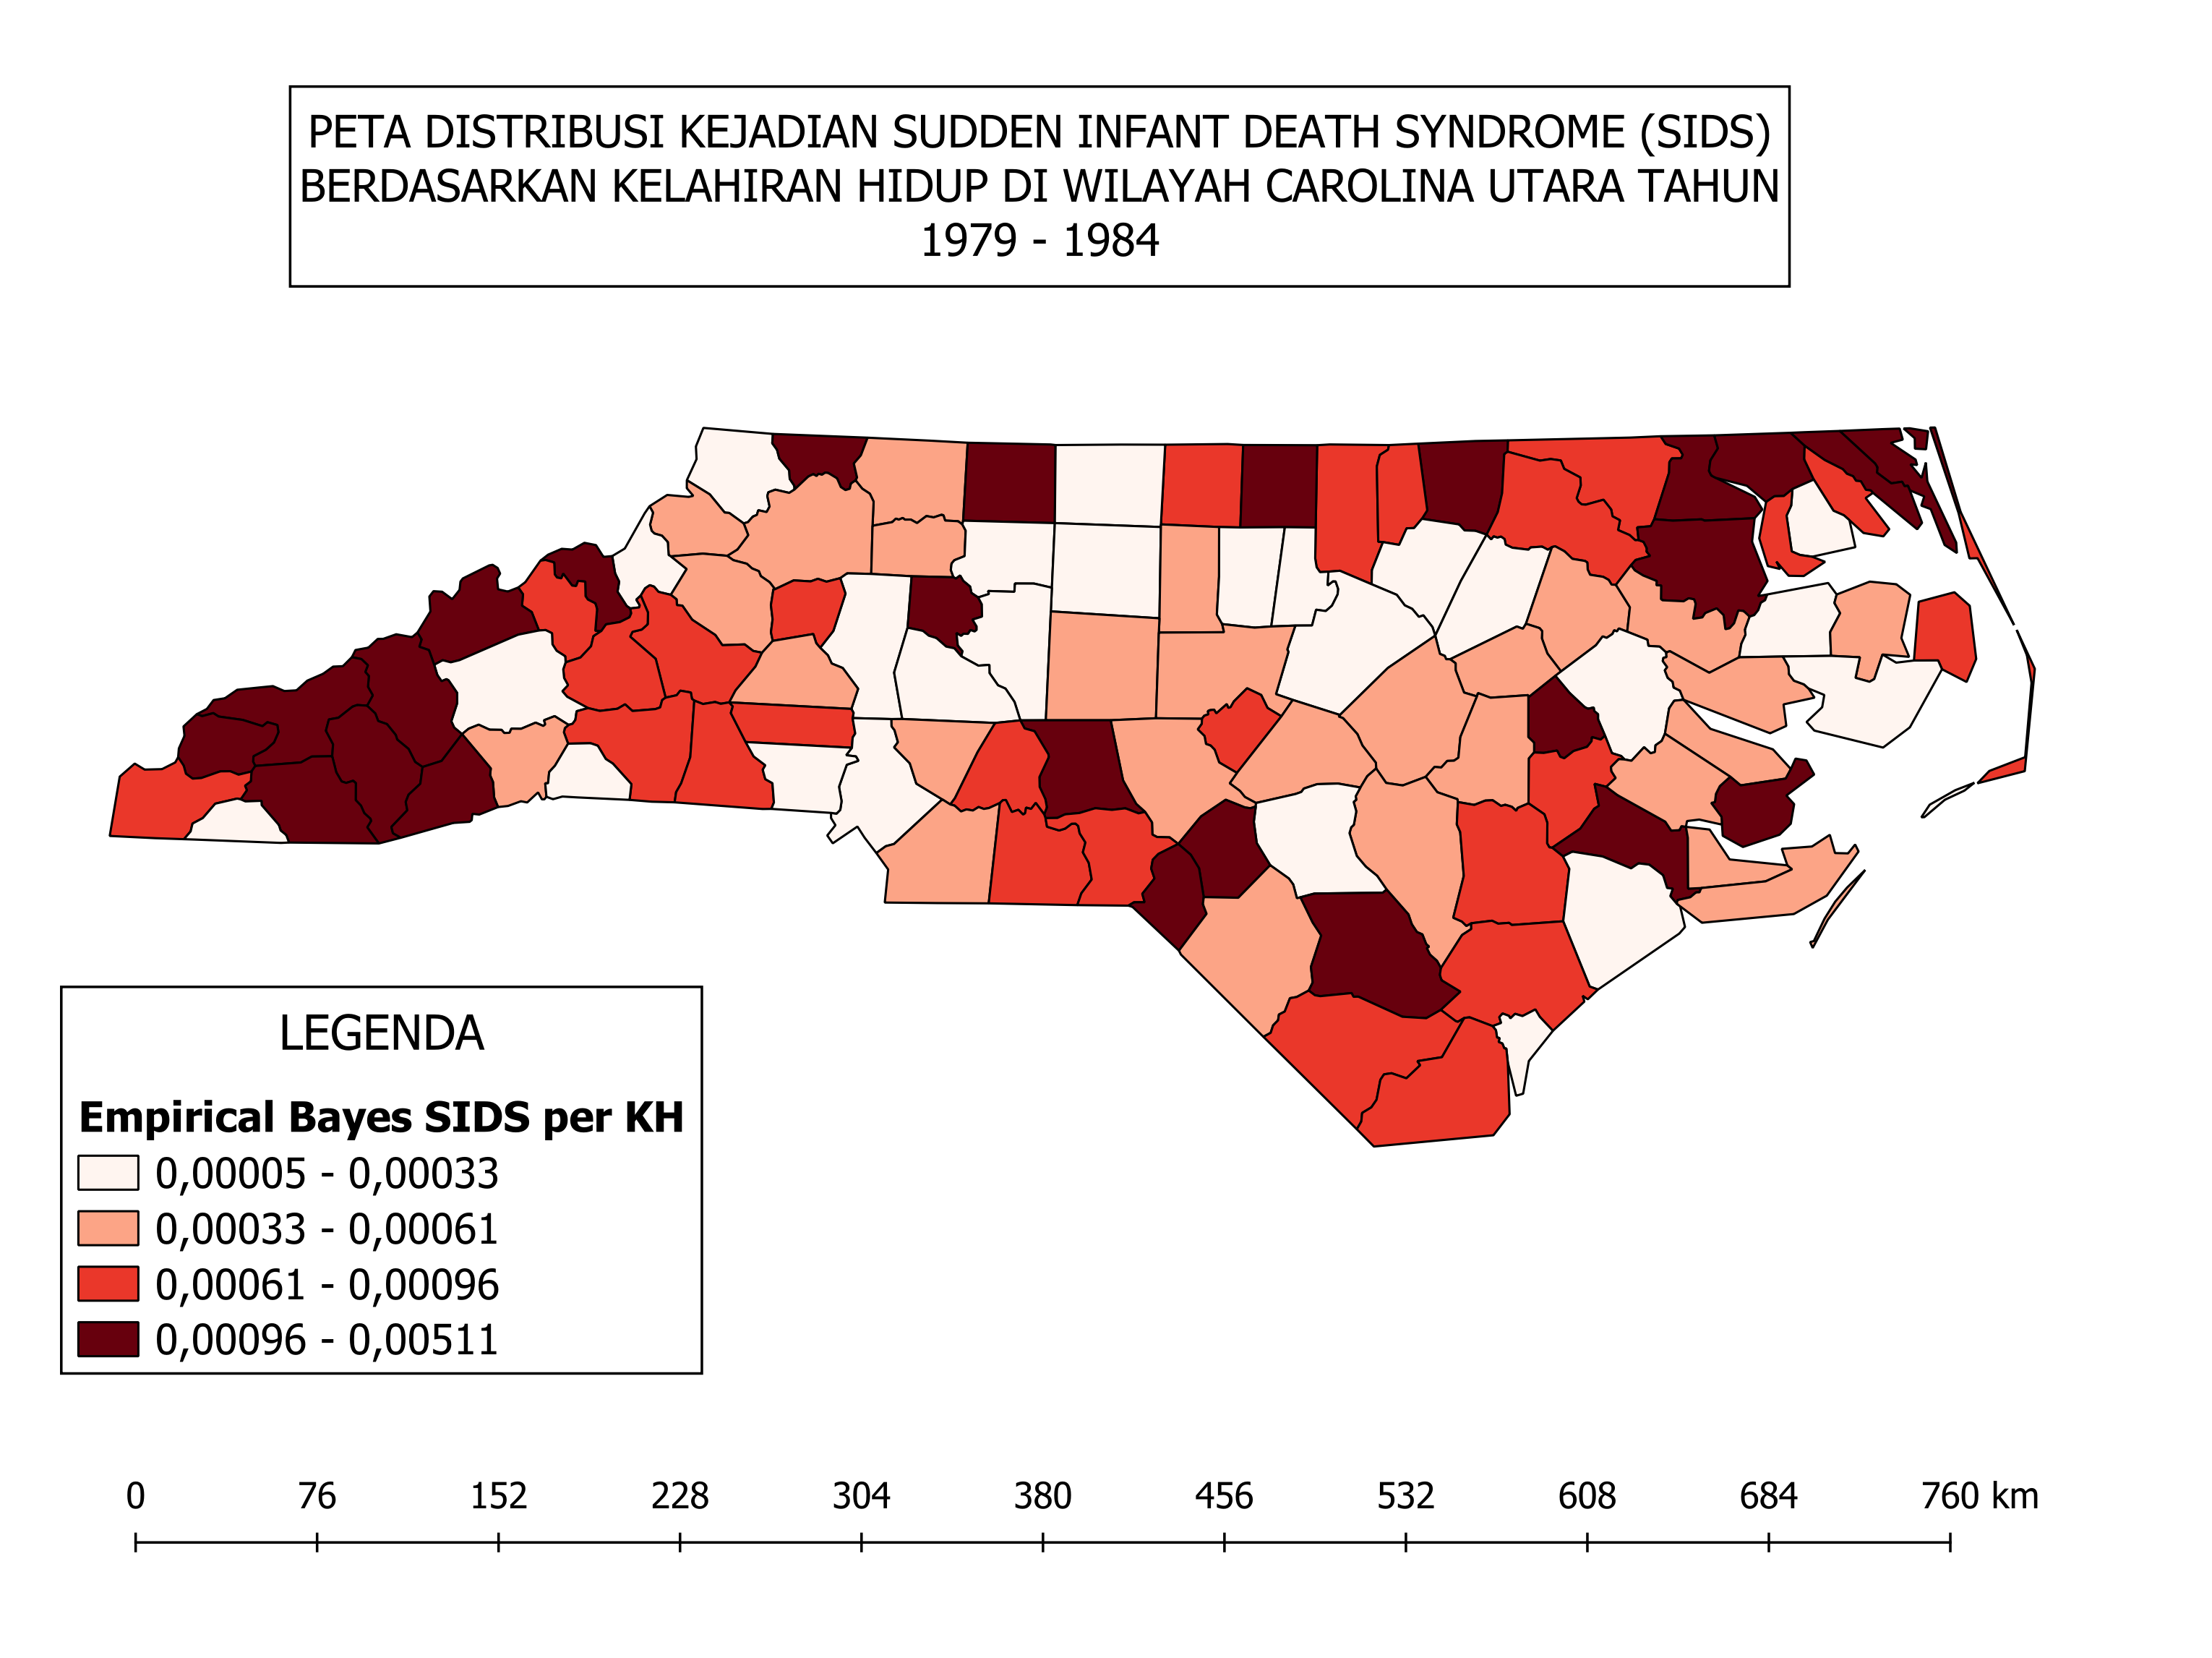 PETA DISTRIBUSI KEJADIAN SUDDEN INFANT DEATH SYNDROME (SIDS)
BERDASARKAN KELAHIRAN HIDUP DI WILAYAH CAROLINA UTARA TAHUN
1979 - 1984
LEGENDA
Empirical Bayes SIDS per KH
0,00005 - 0,00033
0,00033 - 0,00061
0,00061 - 0,00096
0,00096 - 0,00511
0 76 152 228 304 380 456 532 608 684 760 km